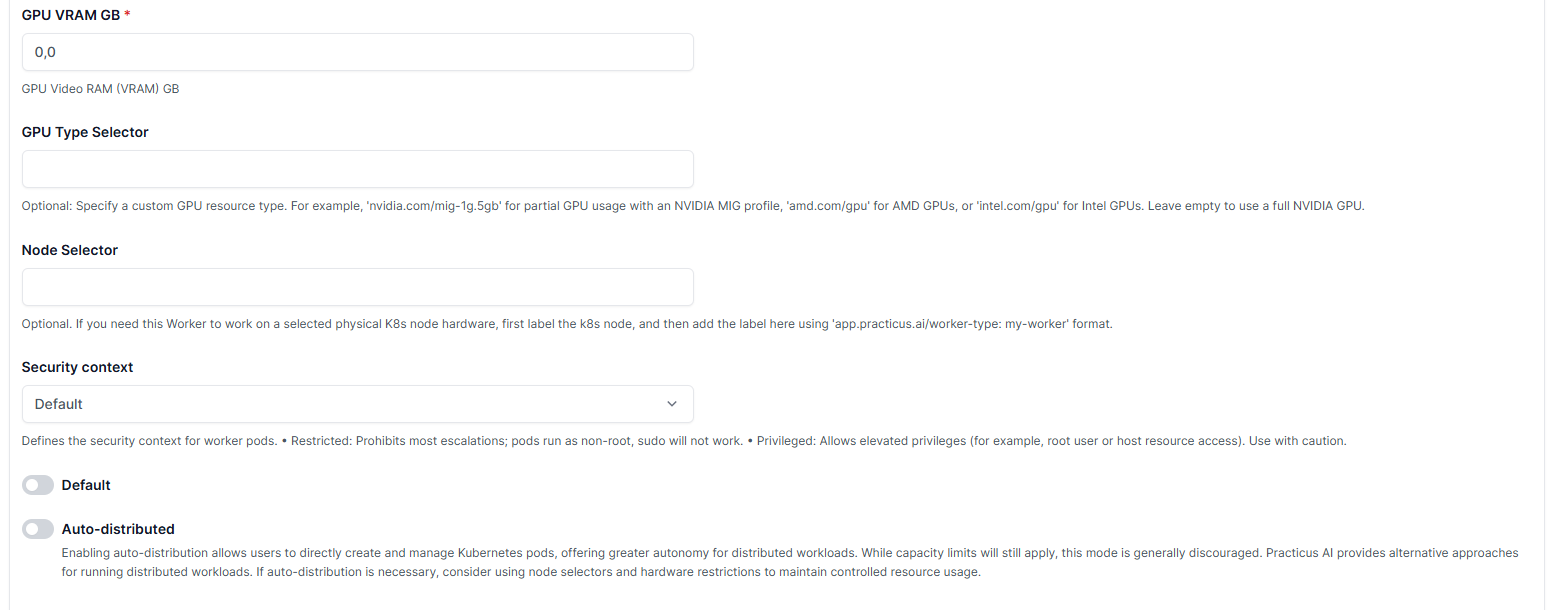 GPU VRAM GB *
0,0
GPU Video RAM (VRAM) GB
GPU Type Selector
Optional: Specify a custom GPU resource type. For example, 'nvidia.com/mig-1g.5gb' for partial GPU usage with an NVIDIA MIG profile, 'amd.com/gpu' for AMD GPUs, or 'intel.com/gpu' for Intel GPUs. Leave empty to use a full NVIDIA GPU.
Node Selector
Optional. If you need this Worker to work on a selected physical K8s node hardware, first label the k8s node, and then add the label here using 'app.practicus.ai/worker-type: my-worker' format.
Security context
Default
Defines the security context for worker pods. • Restricted: Prohibits most escalations; pods run as non-root, sudo will not work. • Privileged: Allows elevated privileges (for example, root user or host resource access). Use with caution.
Default
Auto-distributed
Enabling auto-distribution allows users to directly create and manage Kubernetes pods, offering greater autonomy for distributed workloads. While capacity limits will still apply, this mode is generally discouraged. Practicus AI provides alternative approaches
for running distributed workloads. If auto-distribution is necessary, consider using node selectors and hardware restrictions to maintain controlled resource usage.